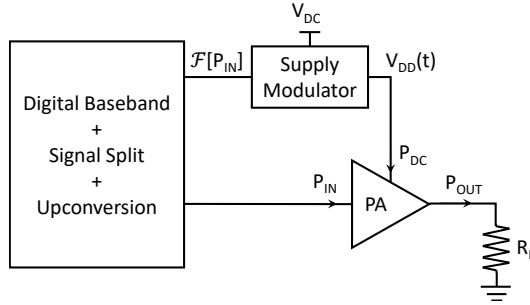 V_DC
ℱ[P_IN]
Supply
Modulator
V_DD(t)
Digital Baseband
+
Signal Split
+
Upconversion
P_DC
P_IN
PA
P_OUT